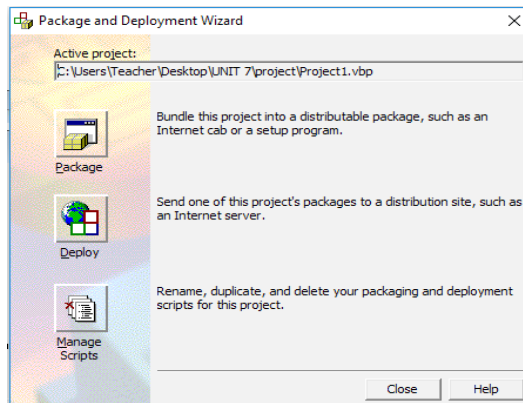 Package and Deployment Wizard
Active project:
C:\Users\Teacher\Desktop\UNIT 7\project\Project1.vbp
Package
Bundle this project into a distributable package, such as an
Internet cab or a setup program.
Deploy
Send one of this project's packages to a distribution site, such as
an Internet server.
Manage
Scripts
Rename, duplicate, and delete your packaging and deployment
scripts for this project.
Close
Help